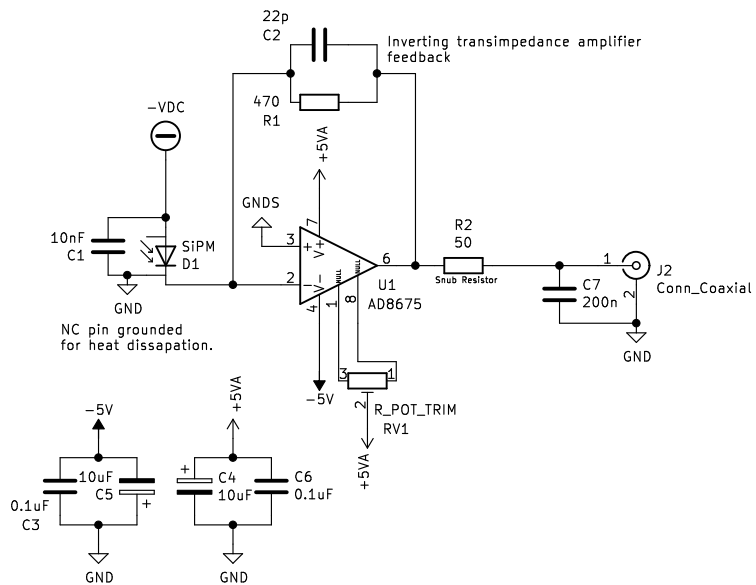 22p
C2
Inverting transimpedance amplifier
feedback
470
R1
-VDC
+5VA
GNDS
7
10nF
C1
SiPM
D1
3
+
V+
NULL
NULL
6
R2
50
Snub Resistor
1
J2
Conn_Coaxial
2
−
V-
U1
AD8675
C7
200n
2
GND
GND
4
1
8
NC pin grounded
for heat dissapation.
-5V
3
1
2
R_POT_TRIM
RV1
+5VA
-5V
+5VA
10uF
C5
+
0.1uF
C3
+
C4
10uF
C6
0.1uF
GND
GND